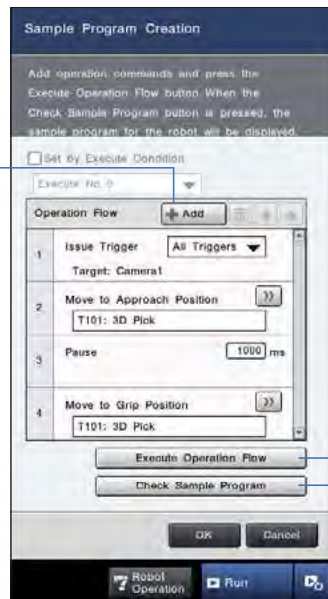 Sample Program Creation
Add operation commands and press the
Execute Operation Flow button When the
Check Sample Program button is pressed, the
sample program for the robot will be displayed.
Set by Execute Condition
Execute No. 0
Operation Flow
Add
1
Issue Trigger
All Triggers
Target: Camera1
2
Move to Approach Position
>>
T101: 3D Pick
3
Pause
1000 ms
4
Move to Grip Position
>>
T101: 3D Pick
Execute Operation Flow
Check Sample Program
OK
Cancel
Robot
Operation
Run